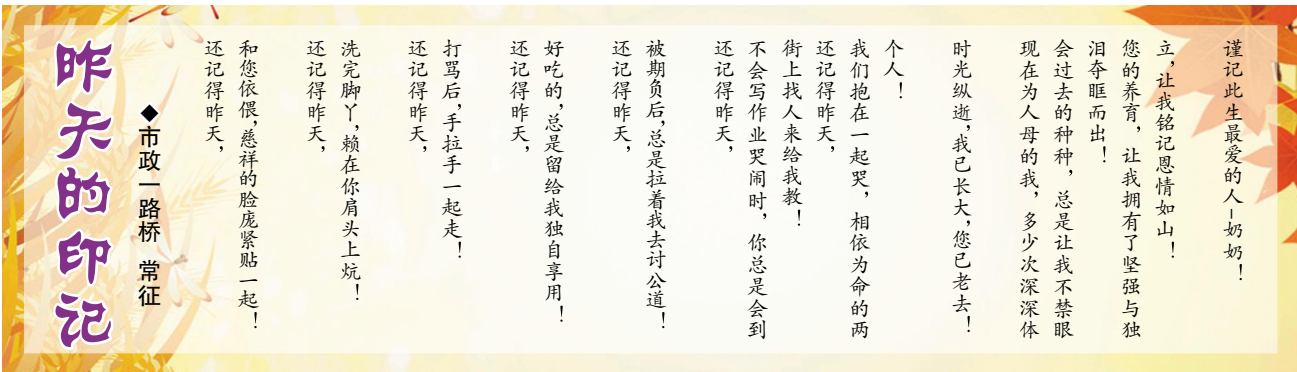 昨天的印记
◆市政一路桥 常征
还记得昨天，
和您依偎，慈祥的脸庞紧贴一起！
还记得昨天，
洗完脚丫，赖在你肩头上炕！
还记得昨天，
打骂后，手拉手一起走！
还记得昨天，
好吃的，总是留给我独自享用！
还记得昨天，
被期负后，总是拉着我去讨公道！
还记得昨天，
不会写作业哭闹时，你总是会到
街上找人来给我教！
还记得昨天，
我们抱在一起哭，相依为命的两
个人！
时光纵逝，我已长大，您已老去！
现在为人母的我，多少次深深体
会过去的种种，总是让我不禁眼
泪夺眶而出！
您的养育，让我拥有了坚强与独
立，让我铭记恩情如山！
谨记此生最爱的人-奶奶！